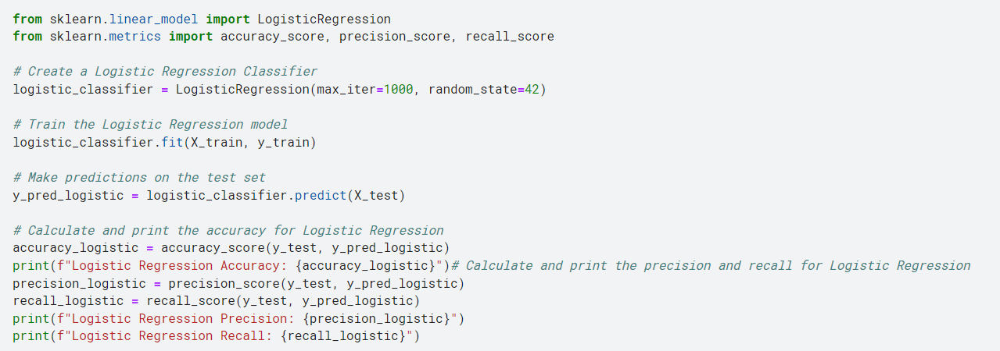 from sklearn.linear_model import LogisticRegression
from sklearn.metrics import accuracy_score, precision_score, recall_score
# Create a Logistic Regression Classifier
logistic_classifier = LogisticRegression(max_iter=1000, random_state=42)
# Train the Logistic Regression model
logistic_classifier.fit(X_train, y_train)
# Make predictions on the test set
y_pred_logistic = logistic_classifier.predict(X_test)
# Calculate and print the accuracy for Logistic Regression
accuracy_logistic = accuracy_score(y_test, y_pred_logistic)
print(f"Logistic Regression Accuracy: {accuracy_logistic}")# Calculate and print the precision and recall for Logistic Regression
precision_logistic = precision_score(y_test, y_pred_logistic)
recall_logistic = recall_score(y_test, y_pred_logistic)
print(f"Logistic Regression Precision: {precision_logistic}")
print(f"Logistic Regression Recall: {recall_logistic}")